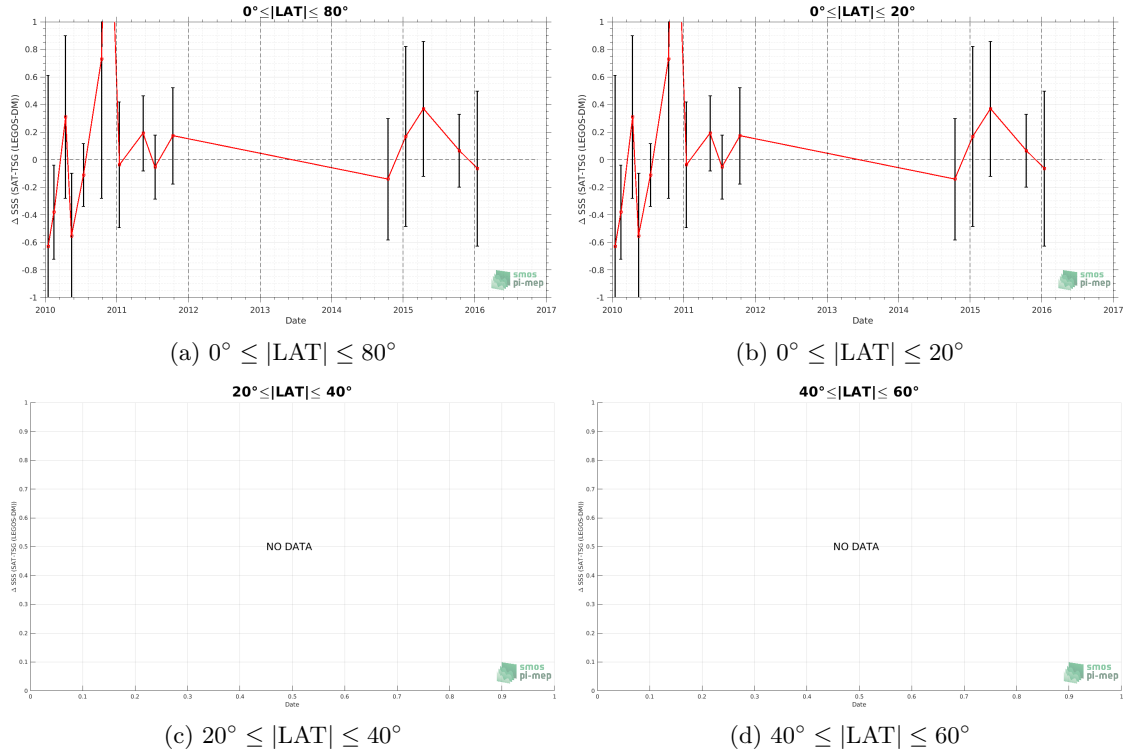 0°≤|LAT|≤ 80°
Δ SSS (SAT-TSG (LEGOS-DM))
1
0.8
0.6
0.4
0.2
0
-0.2
-0.4
-0.6
-0.8
-1
2010 2011 2012 2013 2014 2015 2016 2017
Date
smos
pi-mep
(a) 0° ≤ |LAT| ≤ 80°
0°≤|LAT|≤ 20°
Δ SSS (SAT-TSG (LEGOS-DM))
1
0.8
0.6
0.4
0.2
0
-0.2
-0.4
-0.6
-0.8
-1
2010 2011 2012 2013 2014 2015 2016 2017
Date
smos
pi-mep
(b) 0° ≤ |LAT| ≤ 20°
20°≤|LAT|≤ 40°
Δ SSS (SAT-TSG (LEGOS-DM))
1
0.9
0.8
0.7
0.6
0.5
0.4
0.3
0.2
0.1
0
NO DATA
0 0.1 0.2 0.3 0.4 0.5 0.6 0.7 0.8 0.9 1
Date
smos
pi-mep
(c) 20° ≤ |LAT| ≤ 40°
40°≤|LAT|≤ 60°
Δ SSS (SAT-TSG (LEGOS-DM))
1
0.9
0.8
0.7
0.6
0.5
0.4
0.3
0.2
0.1
0
NO DATA
0 0.1 0.2 0.3 0.4 0.5 0.6 0.7 0.8 0.9 1
Date
smos
pi-mep
(d) 40° ≤ |LAT| ≤ 60°